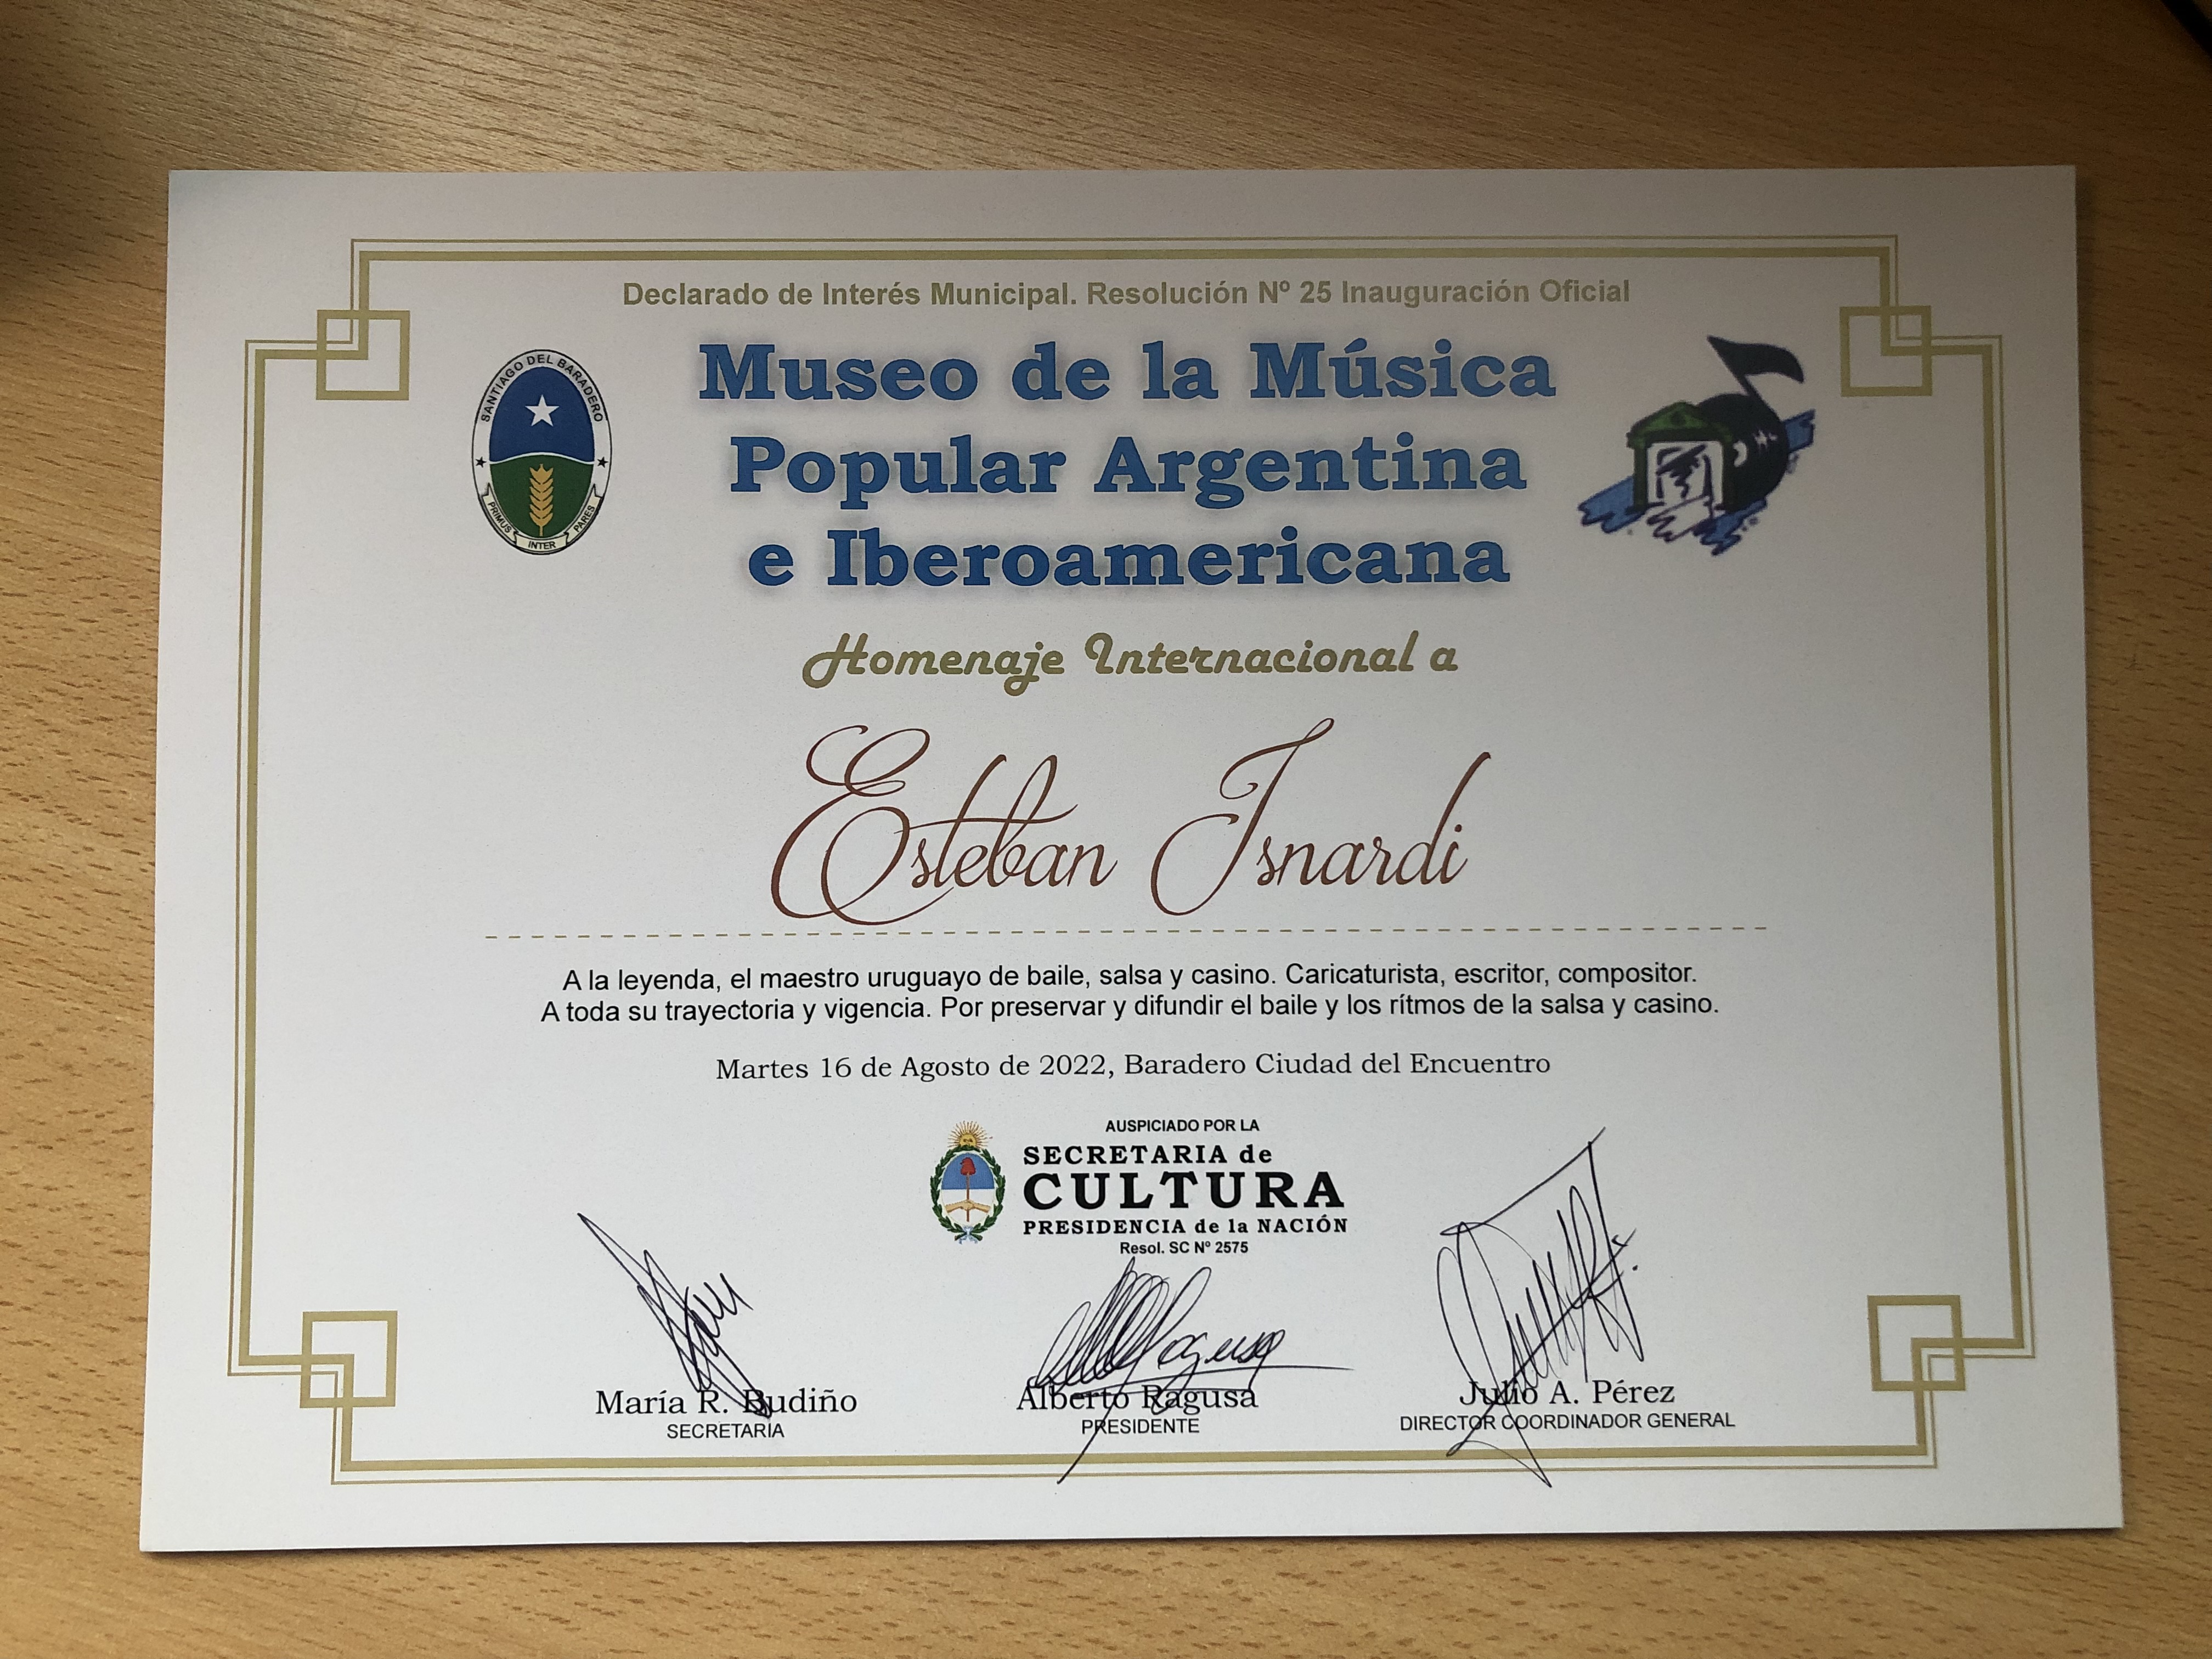 Declarado de Interés Municipal. Resolución Nº 25 Inauguración Oficial
SANTIAGO DEL BARADERO
PRIMUS INTER PARES
Museo de la Música
Popular Argentina
e Iberoamericana
Homenaje Internacional a
Esteban Isnardi
A la leyenda, el maestro uruguayo de baile, salsa y casino. Caricaturista, escritor, compositor.
A toda su trayectoria y vigencia. Por preservar y difundir el baile y los rítmos de la salsa y casino.
Martes 16 de Agosto de 2022, Baradero Ciudad del Encuentro
AUSPICIADO POR LA
SECRETARIA de
CULTURA
PRESIDENCIA de la NACIÓN
Resol. SC Nº 2575
María R. Budiño
SECRETARIA
Alberto Ragusa
PRESIDENTE
Julio A. Pérez
DIRECTOR COORDINADOR GENERAL